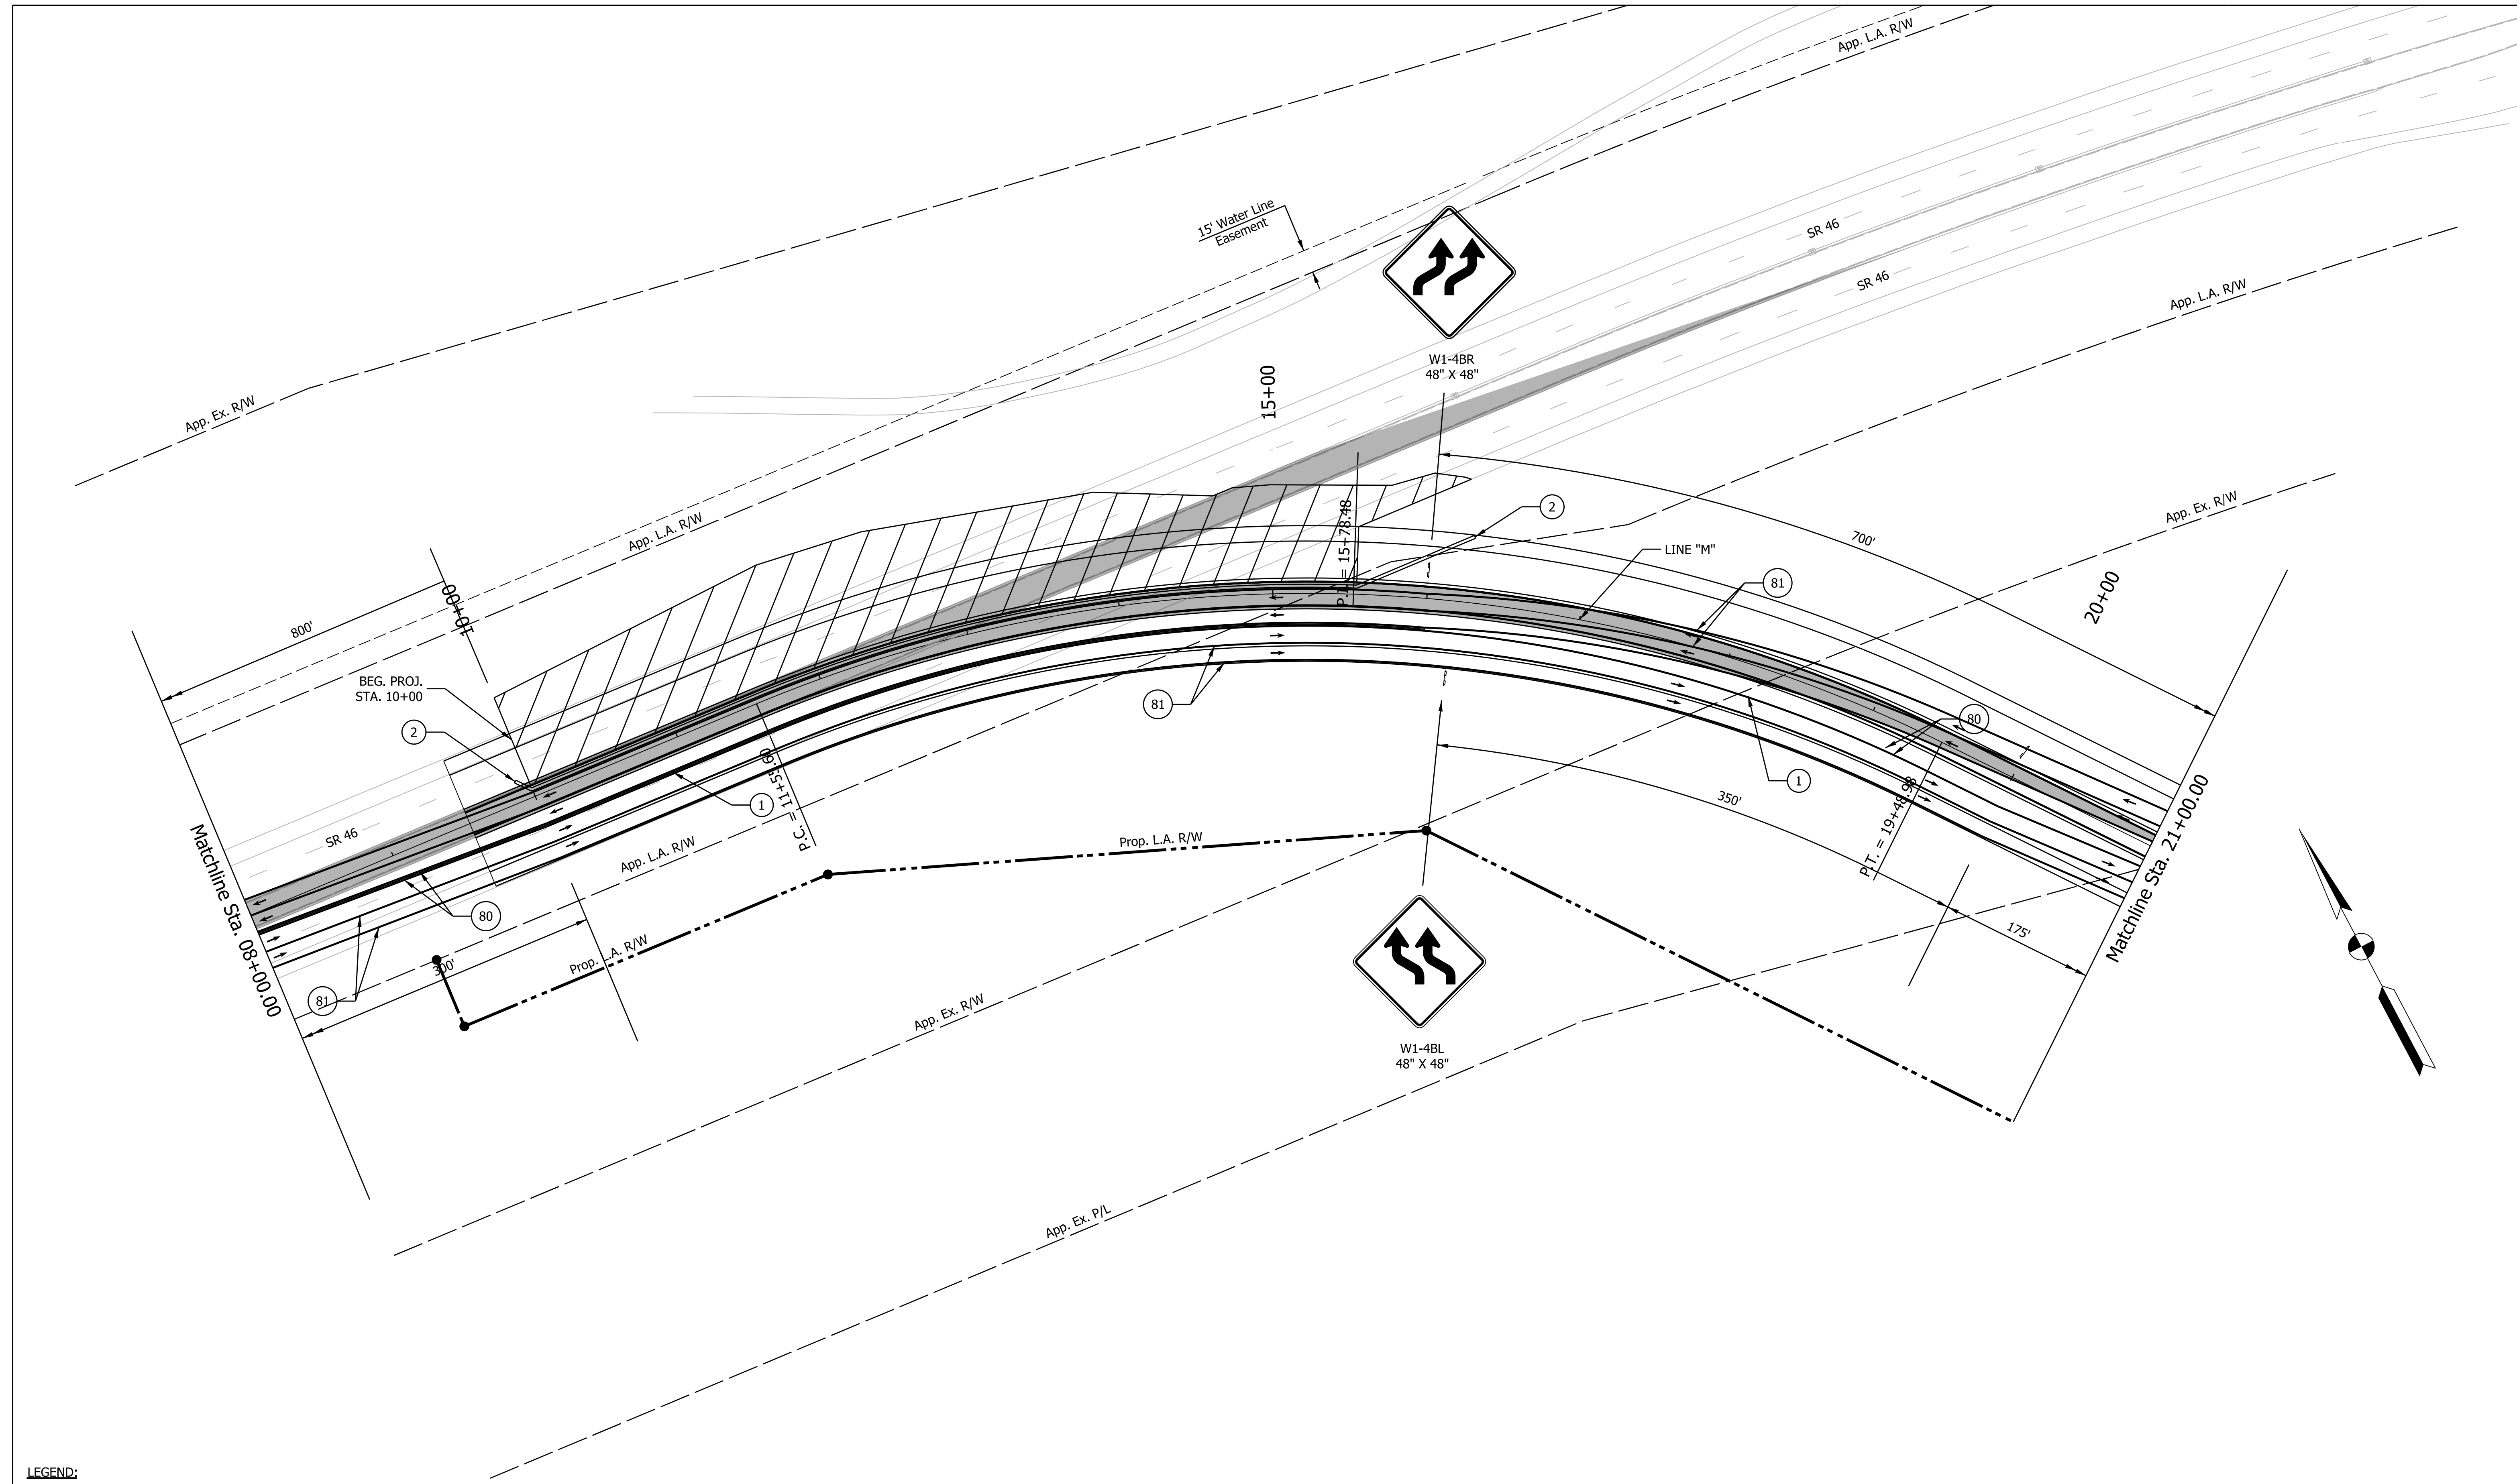 App. L.A. R/W
15' Water Line
Easement
SR 46
SR 46
App. L.A. R/W
W1-4BR
48" X 48"
App. Ex. R/W
15+00
App. Ex. R/W
App. L.A. R/W
2
P.I. = 15+78.48
700'
LINE "M"
81
20+00
10+00
800'
BEG. PROJ.
STA. 10+00
2
81
80
1
P.C. = 11+55.60
1
350'
P.T. = 19+48.98
SR 46
Matchline Sta. 08+00.00
Matchline Sta. 21+00.00
Prop. L.A. R/W
App. L.A. R/W
80
175'
300'
Prop. L.A. R/W
81
App. Ex. R/W
W1-4BL
48" X 48"
App. Ex. P/L
LEGEND: